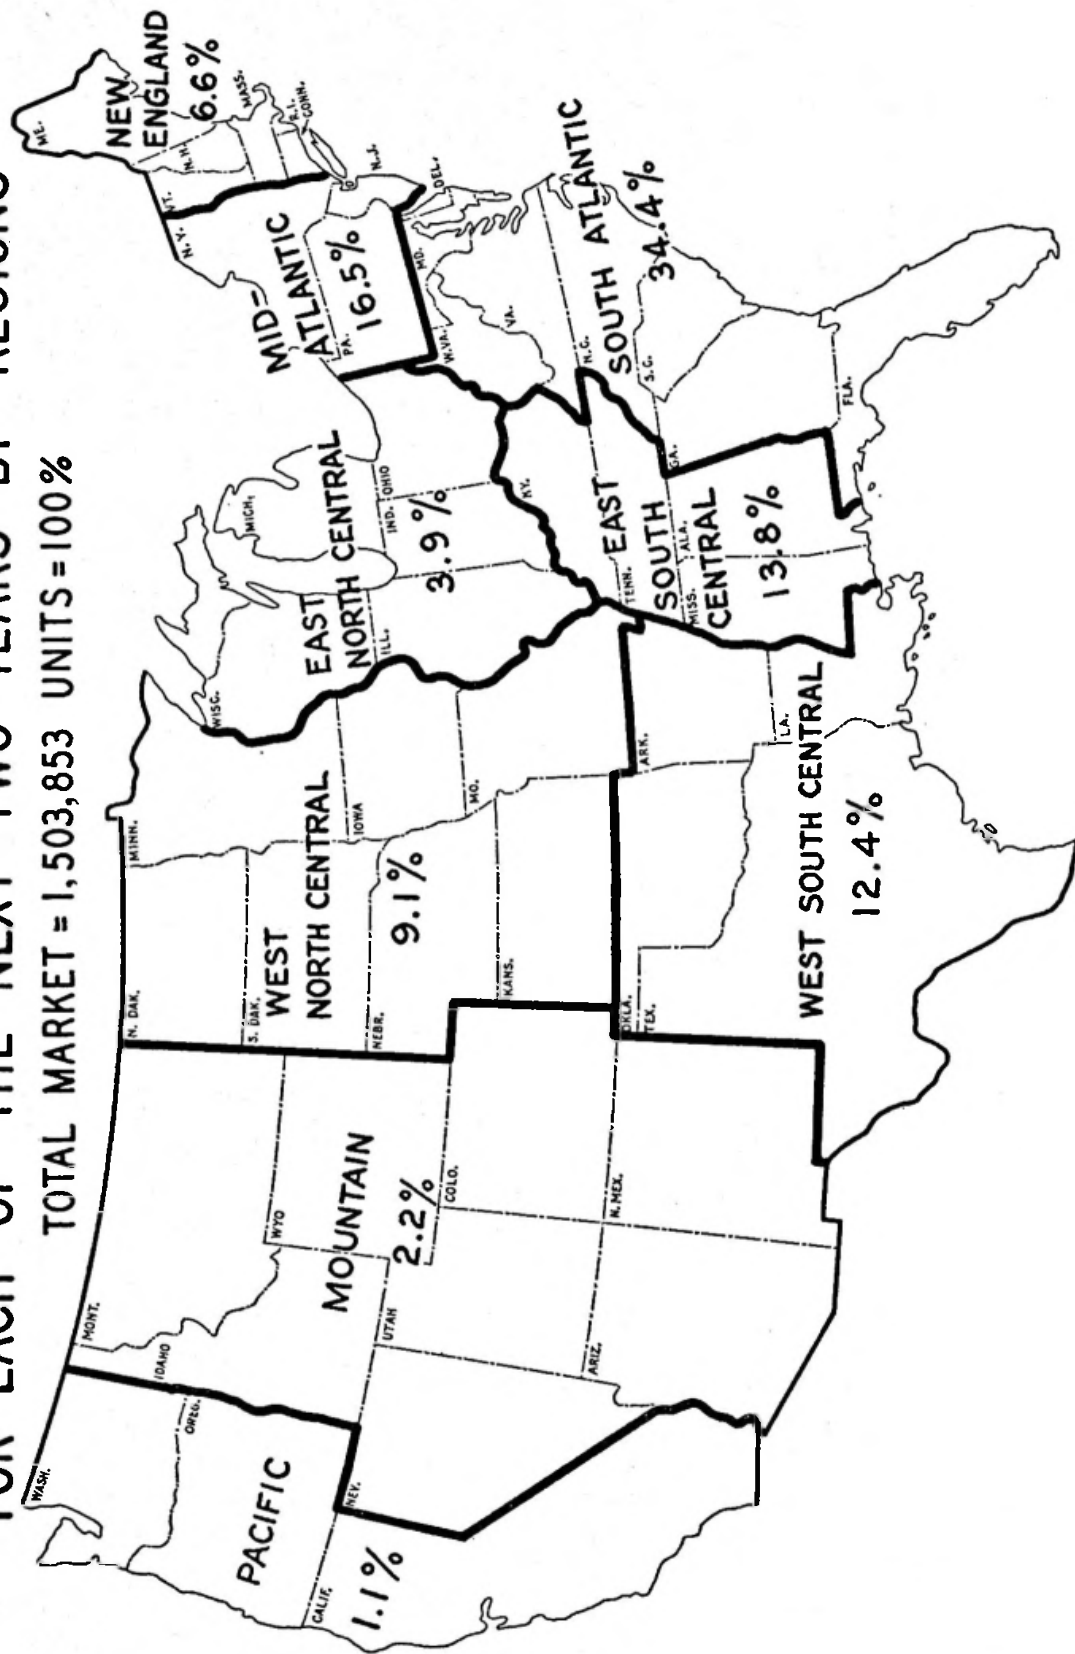 FOR EACH OF THE NEXT TWO YEARS BY REGIONS
TOTAL MARKET = 1,503,853 UNITS = 100%
WASH.
OREG.
PACIFIC
CALIF.
1.1%
NEV.
MONT.
IDAHO
WYO
MOUNTAIN
2.2%
UTAH
COLO.
ARIZ.
N.MEX.
N. DAK.
MINN.
S. DAK.
WEST
NORTH CENTRAL
9.1%
NEBR.
IOWA
KANS.
MO.
WISC.
MICH.
EAST
NORTH CENTRAL
3.9%
ILL.
IND.
OHIO
OKLA.
TEX.
ARK.
LA.
WEST SOUTH CENTRAL
12.4%
KY.
TENN.
EAST
SOUTH
CENTRAL
13.8%
MISS.
ALA.
ME.
NEW
ENGLAND
6.6%
VT.
N.H.
MASS.
R.I.
CONN.
N.Y.
MID=
ATLANTIC
16.5%
PA.
N.J.
DEL.
MD.
W.VA.
VA.
N.C.
SOUTH ATLANTIC
34.4%
S.C.
GA.
FLA.